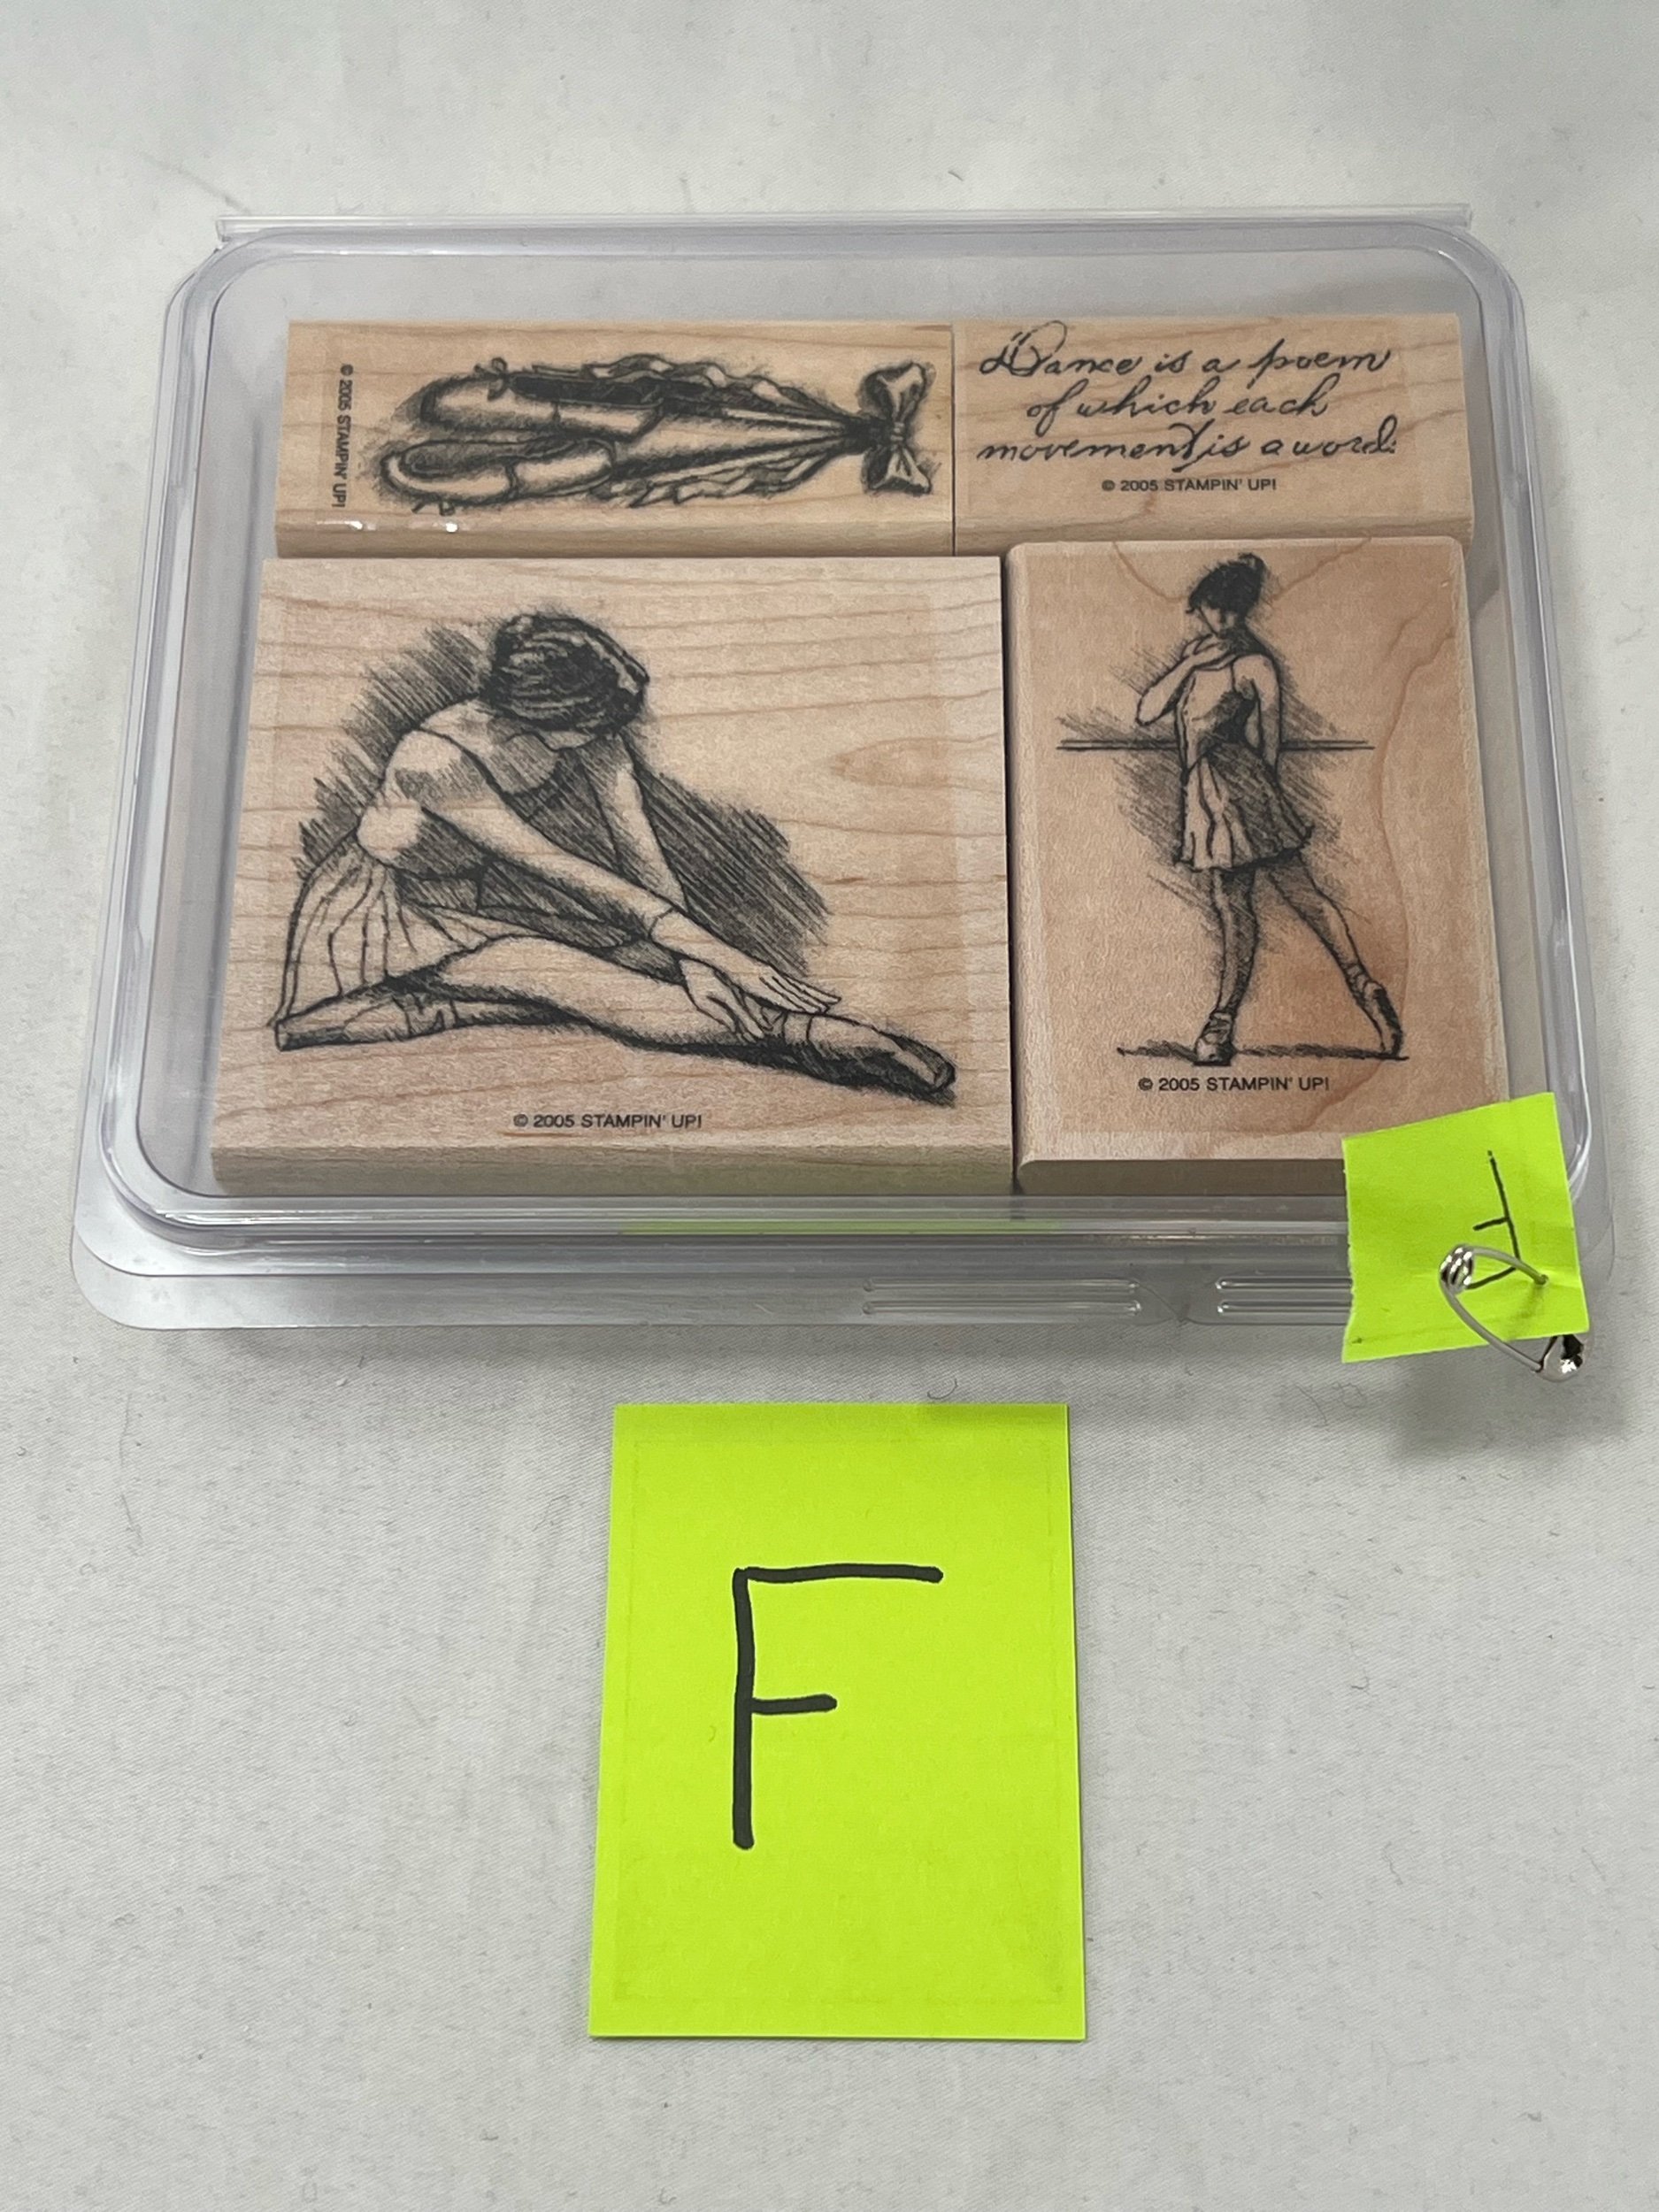 © 2005 STAMPIN' UP!
"Dance is a poem
of which each
movement is a word."
© 2005 STAMPIN' UP!
© 2005 STAMPIN' UP!
© 2005 STAMPIN' UP!
F
F